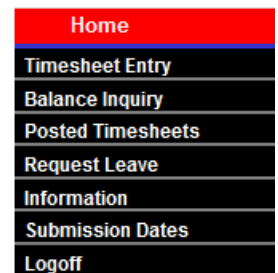 Home
Timesheet Entry
Balance Inquiry
Posted Timesheets
Request Leave
Information
Submission Dates
Logoff